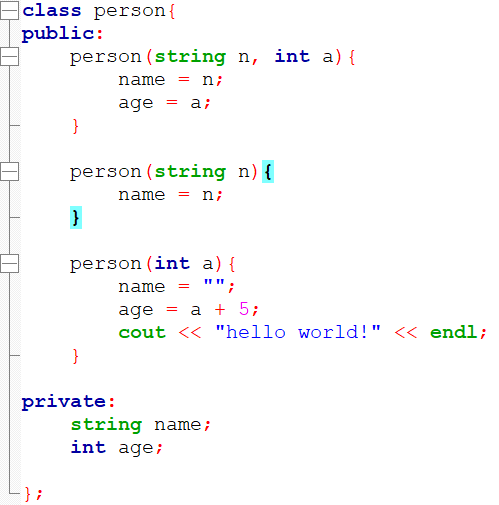 class person{
public:
    person(string n, int a){
        name = n;
        age = a;
    }

    person(string n){
        name = n;
    }

    person(int a){
        name = "";
        age = a + 5;
        cout << "hello world!" << endl;
    }

private:
    string name;
    int age;

};